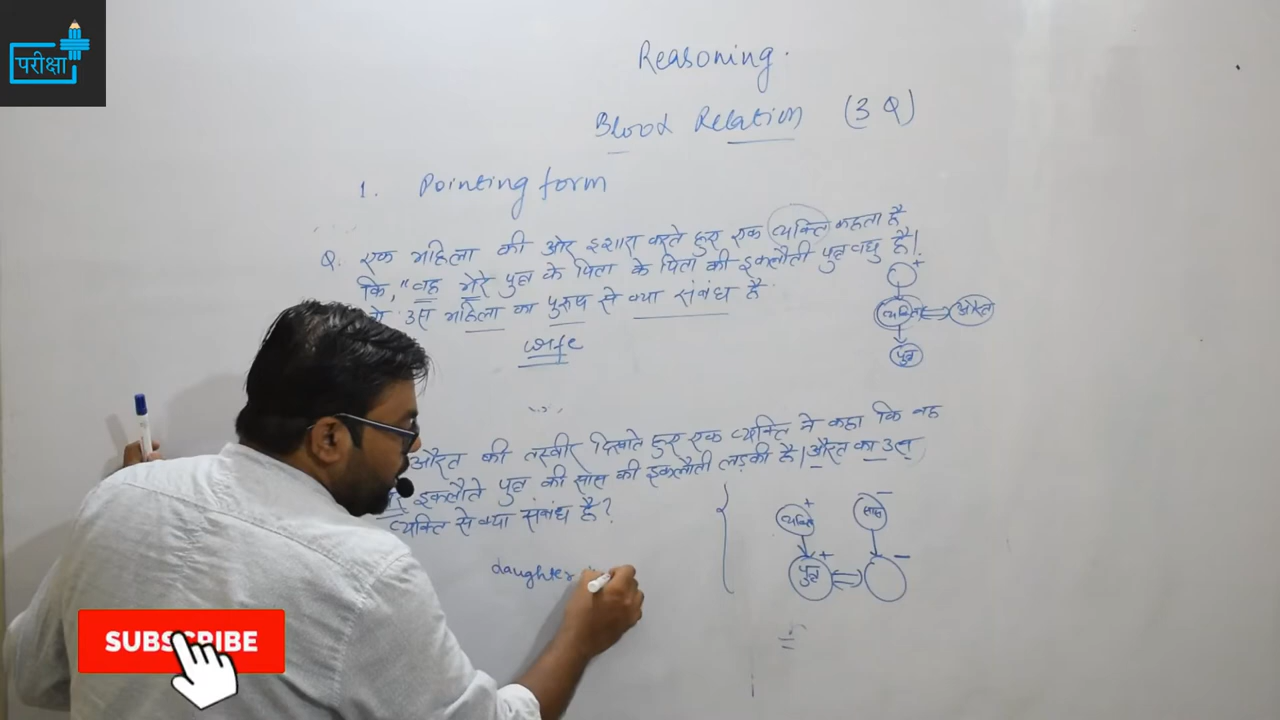 परीक्षा
Reasoning.
Blood Relation (3 Q)
1. Pointing form
Q. एक महिला की ओर इशारा करते हुए एक व्यक्ति कहता है
कि, "वह मेरे पुत्र के पिता के पिता की इकलौती पुत्रवधु है।
उस महिला का पुरुष से क्या संबंध है
wife
+
व्यक्ति
औरत
पुत्र
औरत की तस्वीर दिखाते हुए एक व्यक्ति ने कहा कि वह
इकलौते पुत्र की सास की इकलौती लड़की है। औरत का उस
व्यक्ति से क्या संबंध है?
daughter
व्यक्ति +
सास -
पुत्र +
-
SUBSCRIBE